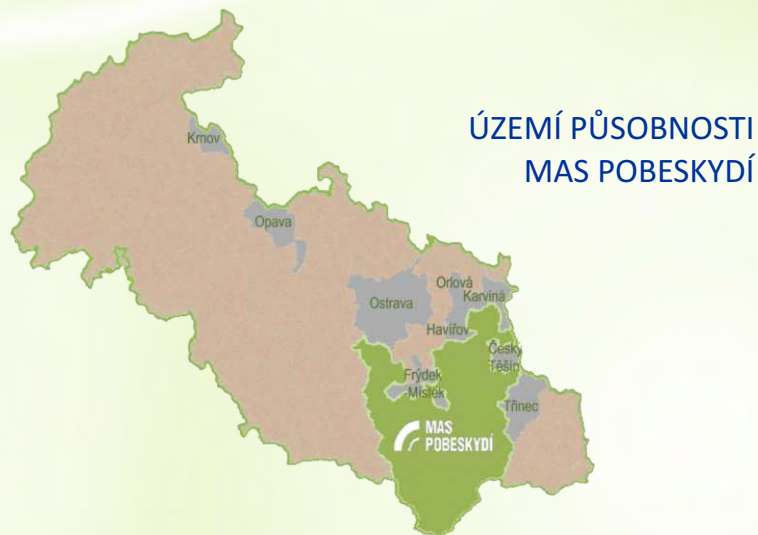 ÚZEMÍ PŮSOBNOSTI
MAS POBESKYDÍ
Krnov
Opava
Ostrava
Orlová
Karviná
Havířov
Český
Těšín
Frýdek
Místek
Třinec
MAS
POBESKYDÍ